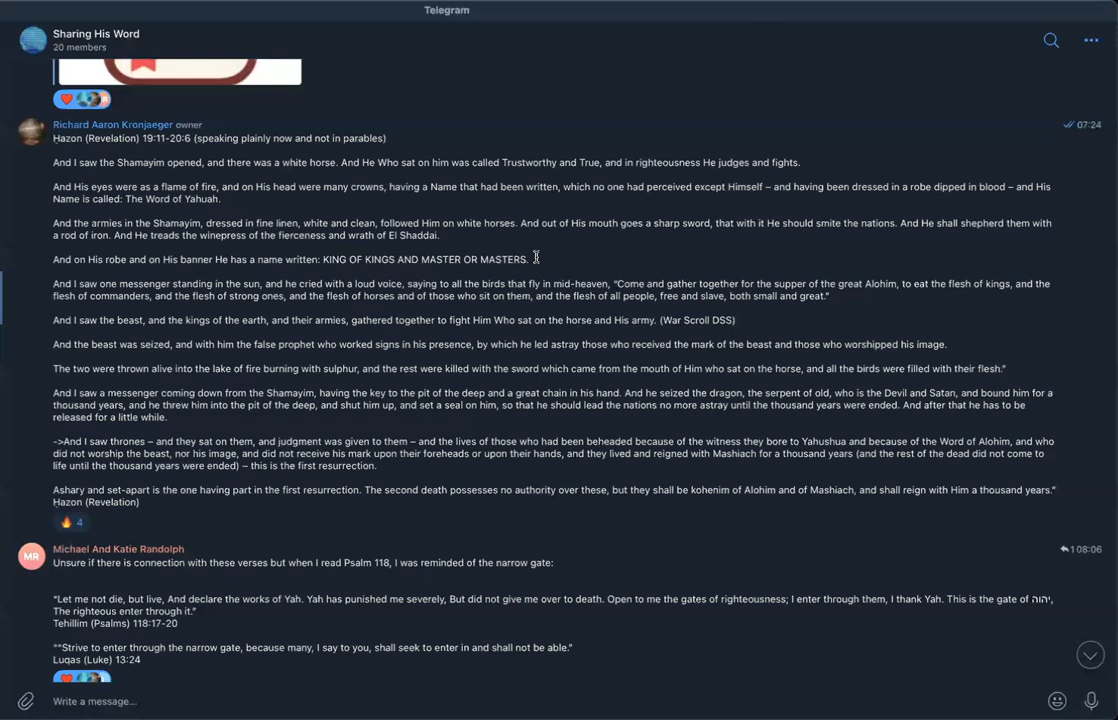 Telegram
Sharing His Word
20 members
Richard Aaron Kronjaeger owner
07:24
Ḥazon (Revelation) 19:11-20:6 (speaking plainly now and not in parables)
And I saw the Shamayim opened, and there was a white horse. And He Who sat on him was called Trustworthy and True, and in righteousness He judges and fights.
And His eyes were as a flame of fire, and on His head were many crowns, having a Name that had been written, which no one had perceived except Himself – and having been dressed in a robe dipped in blood – and His
Name is called: The Word of Yahuah.
And the armies in the Shamayim, dressed in fine linen, white and clean, followed Him on white horses. And out of His mouth goes a sharp sword, that with it He should smite the nations. And He shall shepherd them with
a rod of iron. And He treads the winepress of the fierceness and wrath of El Shaddai.
And on His robe and on His banner He has a name written: KING OF KINGS AND MASTER OR MASTERS.
And I saw one messenger standing in the sun, and he cried with a loud voice, saying to all the birds that fly in mid-heaven, “Come and gather together for the supper of the great Alohim, to eat the flesh of kings, and the
flesh of commanders, and the flesh of strong ones, and the flesh of horses and of those who sit on them, and the flesh of all people, free and slave, both small and great.”
And I saw the beast, and the kings of the earth, and their armies, gathered together to fight Him Who sat on the horse and His army. (War Scroll DSS)
And the beast was seized, and with him the false prophet who worked signs in his presence, by which he led astray those who received the mark of the beast and those who worshipped his image.
The two were thrown alive into the lake of fire burning with sulphur, and the rest were killed with the sword which came from the mouth of Him who sat on the horse, and all the birds were filled with their flesh.”
And I saw a messenger coming down from the Shamayim, having the key to the pit of the deep and a great chain in his hand. And he seized the dragon, the serpent of old, who is the Devil and Satan, and bound him for a
thousand years, and he threw him into the pit of the deep, and shut him up, and set a seal on him, so that he should lead the nations no more astray until the thousand years were ended. And after that he has to be
released for a little while.
->And I saw thrones – and they sat on them, and judgment was given to them – and the lives of those who had been beheaded because of the witness they bore to Yahushua and because of the Word of Alohim, and who
did not worship the beast, nor his image, and did not receive his mark upon their foreheads or upon their hands, and they lived and reigned with Mashiach for a thousand years (and the rest of the dead did not come to
life until the thousand years were ended) – this is the first resurrection.
Ashary and set-apart is the one having part in the first resurrection. The second death possesses no authority over these, but they shall be kohenim of Alohim and of Mashiach, and shall reign with Him a thousand years.”
Ḥazon (Revelation)
4
MR
Michael And Katie Randolph
1 08:06
Unsure if there is connection with these verses but when I read Psalm 118, I was reminded of the narrow gate:
“Let me not die, but live, And declare the works of Yah. Yah has punished me severely, But did not give me over to death. Open to me the gates of righteousness; I enter through them, I thank Yah. This is the gate of יהוה,
The righteous enter through it.”
Tehillim (Psalms) 118:17-20
"“Strive to enter through the narrow gate, because many, I say to you, shall seek to enter in and shall not be able.”
Luqas (Luke) 13:24
Write a message...